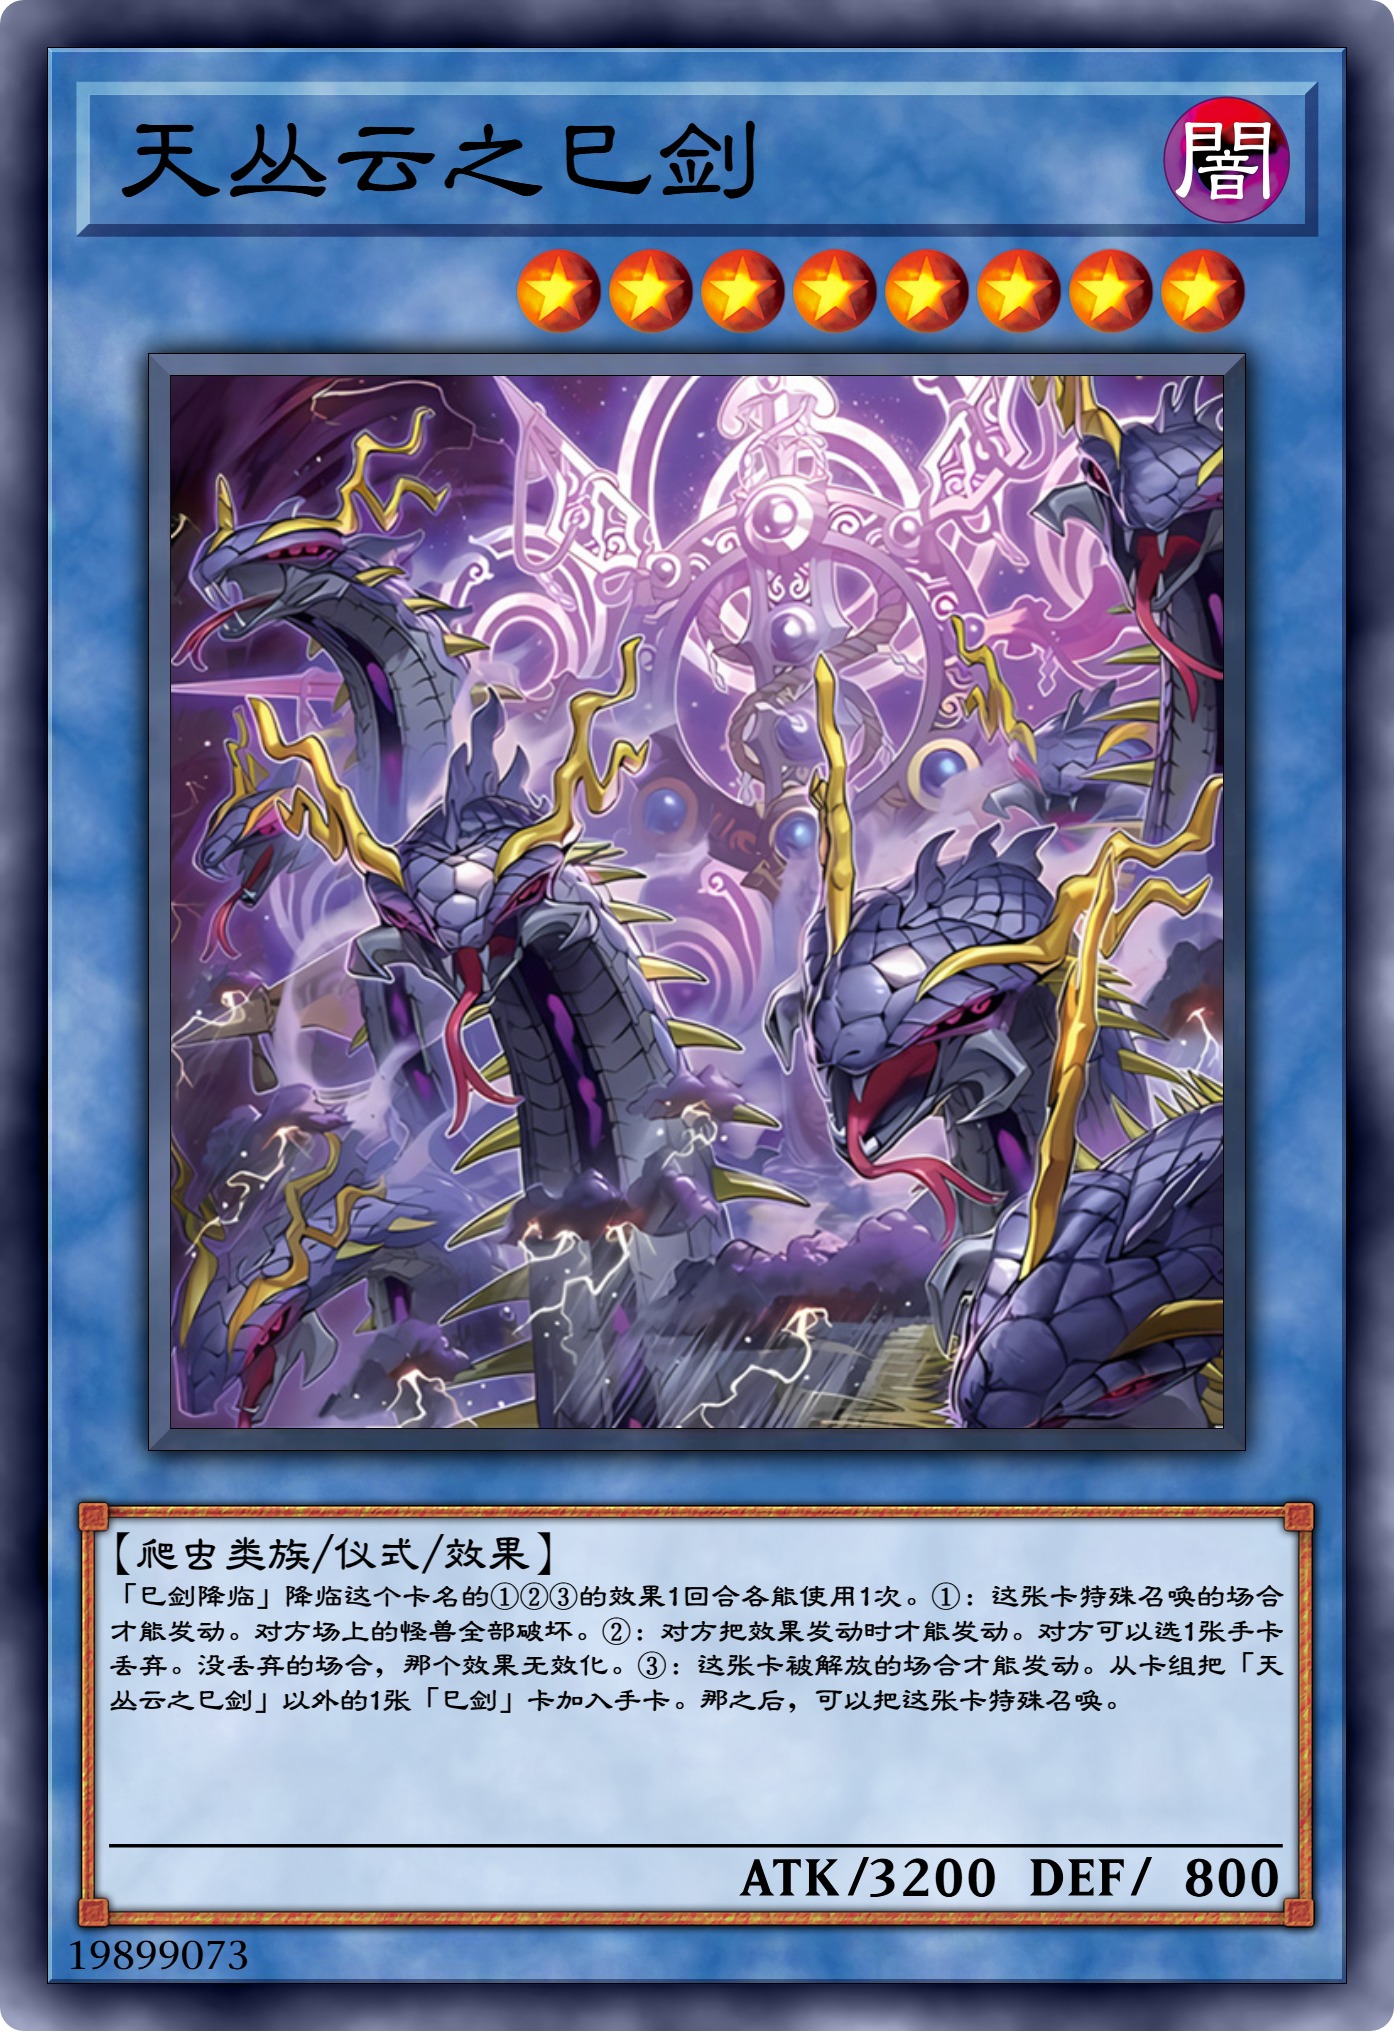 天丛云之巳剑
闇
【爬虫类族/仪式/效果】
「巳剑降临」降临这个卡名的①②③的效果1回合各能使用1次。①：这张卡特殊召唤的场合
才能发动。对方场上的怪兽全部破坏。②：对方把效果发动时才能发动。对方可以选1张手卡
丢弃。没丢弃的场合，那个效果无效化。③：这张卡被解放的场合才能发动。从卡组把「天
丛云之巳剑」以外的1张「巳剑」卡加入手卡。那之后，可以把这张卡特殊召唤。
ATK/3200 DEF/ 800
19899073